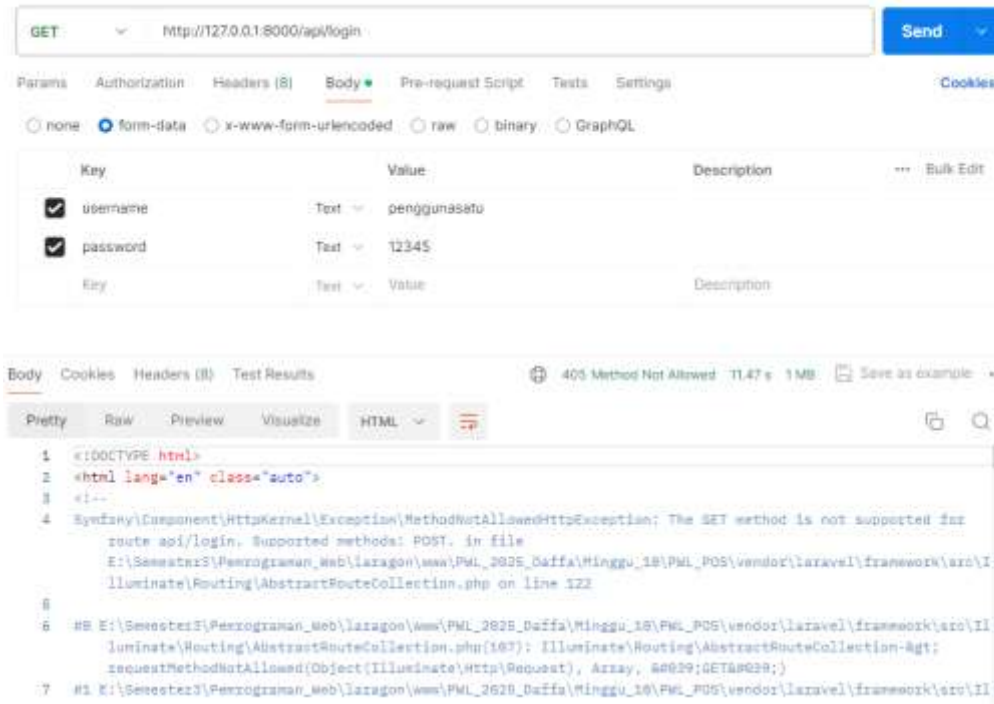 GET http://127.0.0.1:8000/api/login Send
Params Authorization Headers (8) Body Pre-request Script Tests Settings Cookies
none form-data x-www-form-urlencoded raw binary GraphQL
Key Value Description ... Bulk Edit
username Text penggunasatu
password Text 12345
Key Text Value Description
Body Cookies Headers (8) Test Results 405 Method Not Allowed 11.47 s 1 MB Save as example
Pretty Raw Preview Visualize HTML
1 <!DOCTYPE html>
2 <html lang="en" class="auto">
3 <!--
4 Symfony\Component\HttpKernel\Exception\MethodNotAllowedHttpException: The GET method is not supported for
route api/login. Supported methods: POST. in file
E:\Semester3\Pemrograman_Web\laragon\www\PWL_2025_Daffa\Minggu_10\PWL_POS\vendor\laravel\framework\src\I
lluminate\Routing\AbstractRouteCollection.php on line 122
5
6 #0 E:\Semester3\Pemrograman_Web\laragon\www\PWL_2025_Daffa\Minggu_10\PWL_POS\vendor\laravel\framework\src\Il
luminate\Routing\AbstractRouteCollection.php(107): Illuminate\Routing\AbstractRouteCollection-&gt;
requestMethodNotAllowed(Object(Illuminate\Http\Request), Array, &#039;GET&#039;)
7 #1 E:\Semester3\Pemrograman_Web\laragon\www\PWL_2025_Daffa\Minggu_10\PWL_POS\vendor\laravel\framework\src\Il